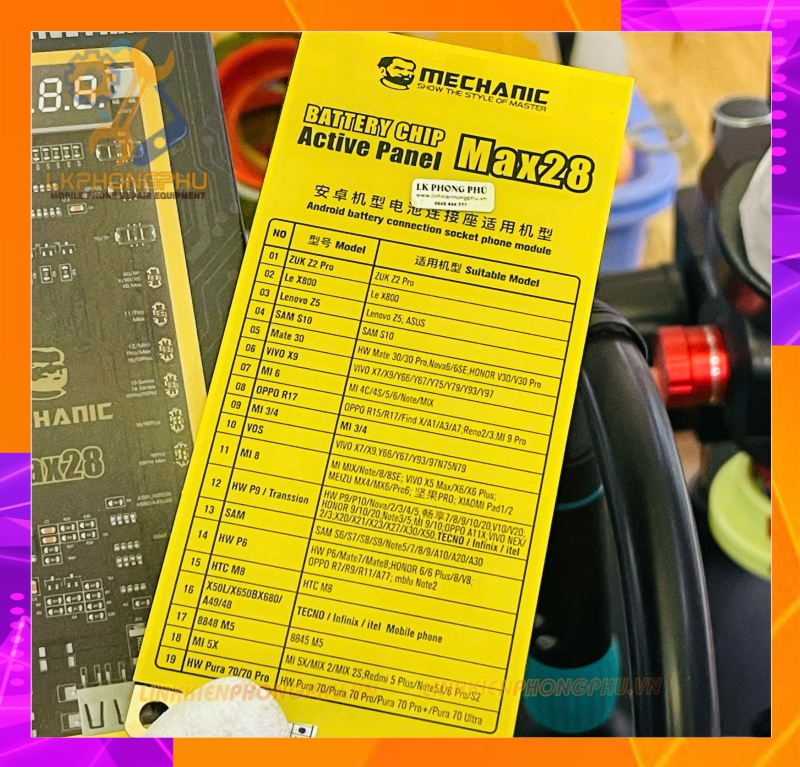 LKPHONGPHU
MOBILE PHONE REPAIR EQUIPMENT
MECHANIC
SHOW THE STYLE OF MASTER
BATTERY CHIP
Active Panel Max28
LK PHONG PHÚ
www.linhkienphongphu.vn
0845 444 777
安卓机型电池连接座适用机型
Android battery connection socket phone module
NO 型号 Model 适用机型 Suitable Model
01 ZUK Z2 Pro ZUK Z2 Pro
02 Le X800 Le X800
03 Lenovo Z5 Lenovo Z5; ASUS
04 SAM S10 SAM S10
05 Mate 30 HW Mate 30/30 Pro,Nova6/6SE,HONOR V30/V30 Pro
06 VIVO X9 VIVO X7/X9/Y66/Y67/Y75/Y79/Y93/Y97
07 MI 6 MI 4C/4S/5/6/Note/MIX
08 OPPO R17 OPPO R15/R17/Find X/A1/A3/A7;Reno2/3,MI 9 Pro
09 MI 3/4 MI 3/4
10 VOS VIVO X7/X9,Y66/Y67/Y93/97N75N79
11 MI 8 MI MIX/Note/8/8SE; VIVO X5 Max/X6/X6 Plus;
MEIZU MX4/MX6/Pro6; 坚果PRO; XIAOMI Pad1/2
12 HW P9 / Transsion HW P9/P10/Nova/2/3/4/5; 畅享7/8/9/10/20,V10/V20;
HONOR 9/10/20,Note3/5;MI 9/10;OPPO A11X;VIVO NEX/
2/3;X20/X21/X23/X27/X30/X50;TECNO / Infinix / itel
13 SAM SAM S6/S7/S8/S9/Note5/7/8/9/A10/A20/A30
14 HW P6 HW P6/Mate7/Mate8;HONOR 6/6 Plus/8/V8;
OPPO R7/R9/R11/A77; mblu Note2
15 HTC M8 HTC M8
16 X50L/X650BX680/
A49/48 TECNO / Infinix / itel Mobile phone
17 8848 M5 8845 M5
18 MI 5X MI 5X/MIX 2/MIX 2S;Redmi 5 Plus/Note5A/6 Pro/S2
19 HW Pura 70/70 Pro HW Pura 70/Pura 70 Pro/Pura 70 Pro+/Pura 70 Ultra
LINHKIENPHONGPHU.VN
LINHKIENPHONGPHU.VN